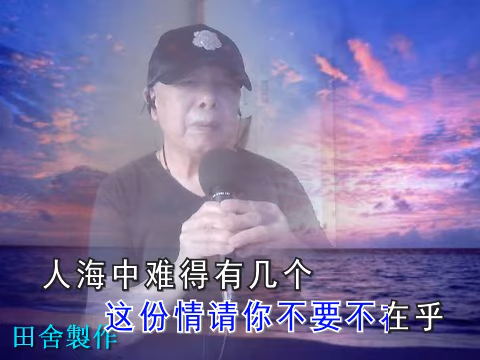 人海中难得有几个
这份情请你不要不在乎
田舍製作